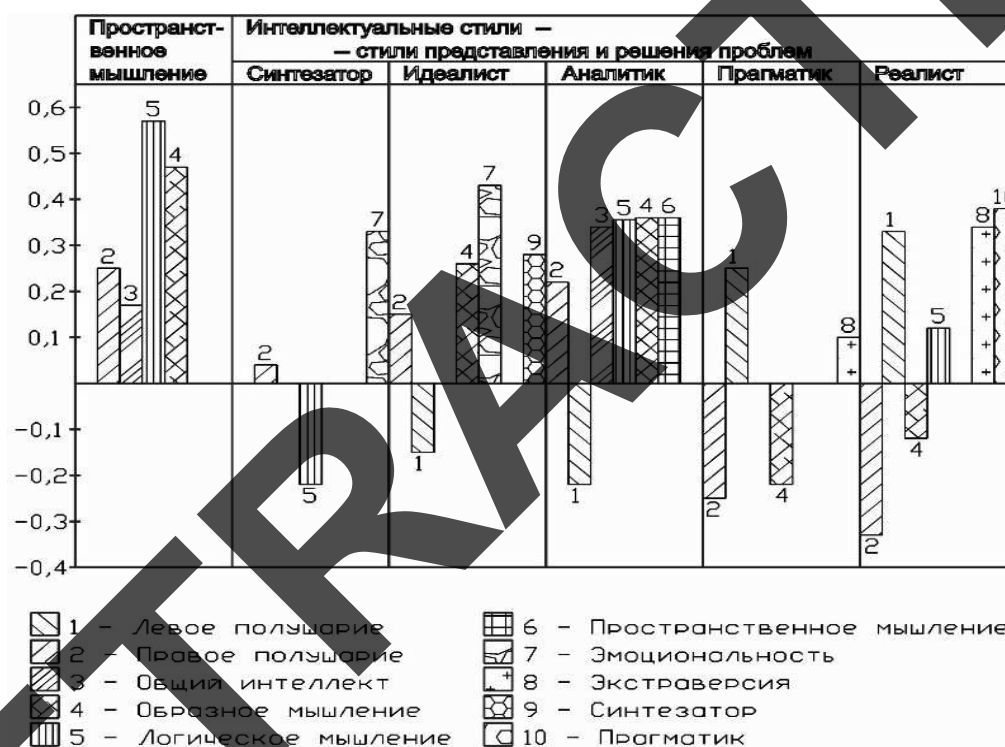 Пространст-
венное
мышление
Интеллектуальные стили –
– стили представления и решения проблем
Синтезатор
Идеалист
Аналитик
Прагматик
Реалист
0,6
0,5
0,4
0,3
0,2
0,1
-0,1
-0,2
-0,3
-0,4
2
3
5
4
2
5
7
2
1
4
7
9
2
1
3
5
4
6
2
1
4
8
2
1
4
5
8
10
1 - Левое полушарие
2 - Правое полушарие
3 - Общий интеллект
4 - Образное мышление
5 - Логическое мышление
6 - Пространственное мышление
7 - Эмоциональность
8 - Экстраверсия
9 - Синтезатор
10 - Прагматик
TRACT